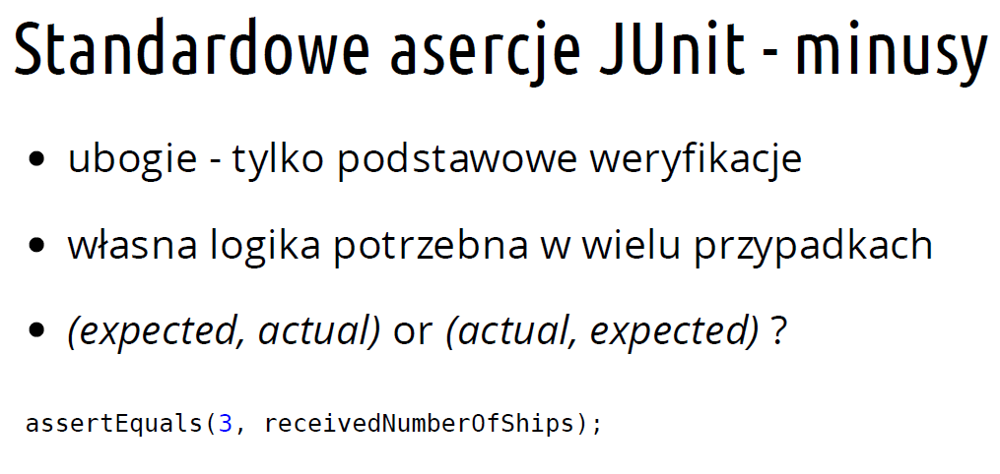 Standardowe asercje JUnit - minusy
• ubogie - tylko podstawowe weryfikacje
• własna logika potrzebna w wielu przypadkach
• (expected, actual) or (actual, expected) ?
assertEquals(3, receivedNumberOfShips);